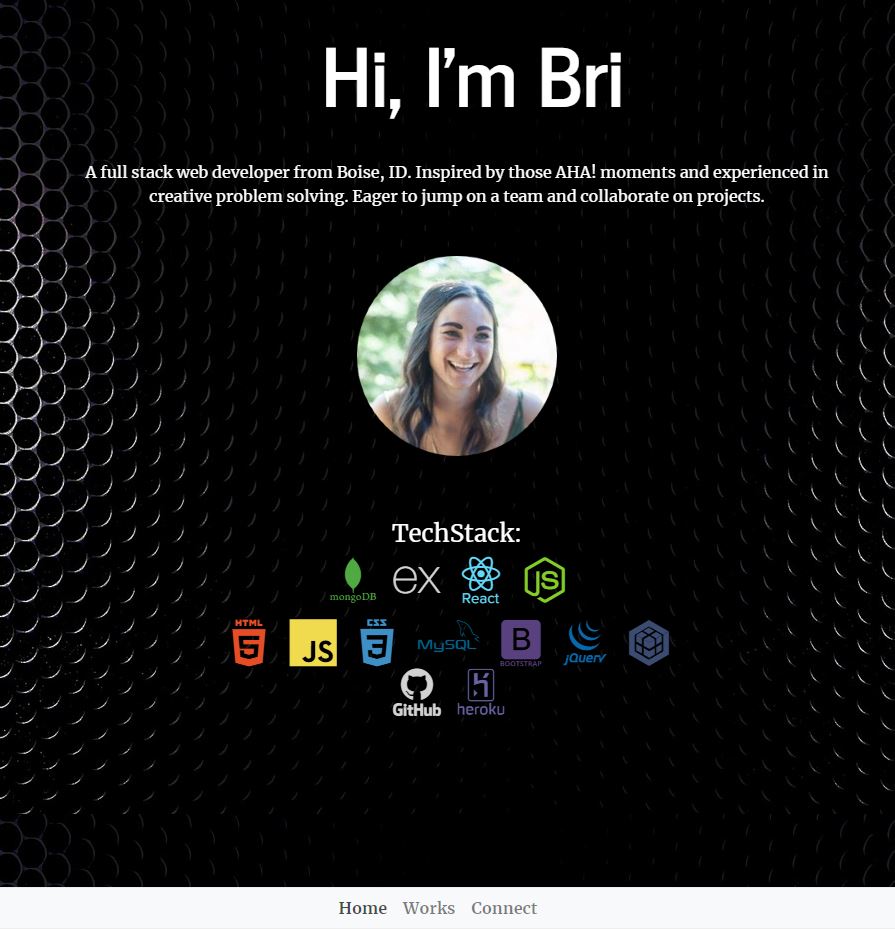 Hi, I'm Bri
A full stack web developer from Boise, ID. Inspired by those AHA! moments and experienced in
creative problem solving. Eager to jump on a team and collaborate on projects.
TechStack:
mongoDB ex React JS
HTML 5 JS CSS 3 MySQL B BOOTSTRAP jQuery
GitHub heroku
Home Works Connect